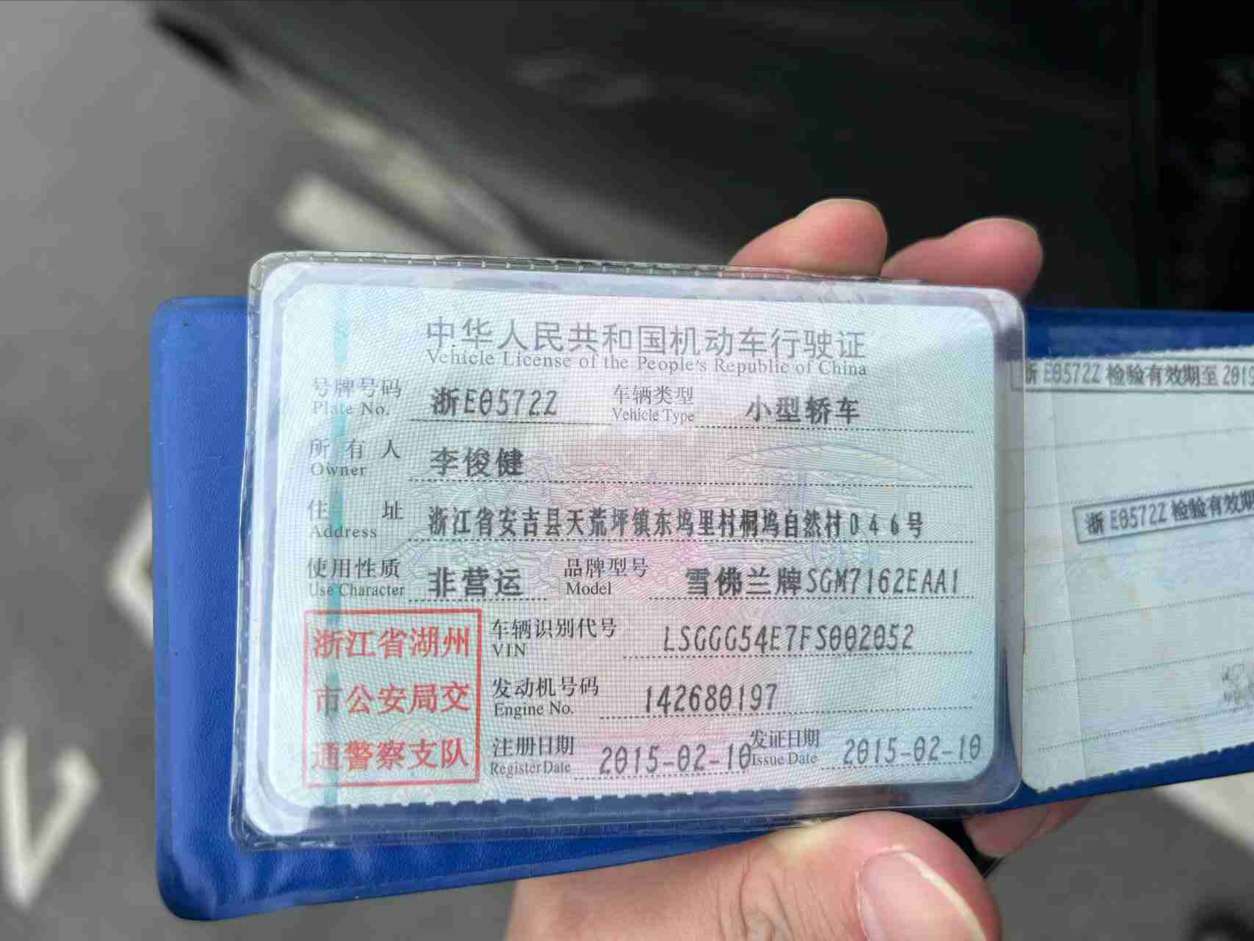 中华人民共和国机动车行驶证
Vehicle License of the People's Republic of China
号牌号码 浙E0572Z 车辆类型 小型轿车
Plate No. Vehicle Type
所有人 李俊健
Owner
住址 浙江省安吉县天荒坪镇东坞里村桐坞自然村046号
Address
使用性质 非营运 品牌型号 雪佛兰牌SGM7162EAA1
Use Character Model
浙江省湖州
市公安局交
通警察支队
车辆识别代号 LSGGG54E7FS002052
VIN
发动机号码 142680197
Engine No.
注册日期 2015-02-10 发证日期 2015-02-10
Register Date Issue Date
浙E0572Z 检验有效期至2019
浙E0572Z 检验有效期